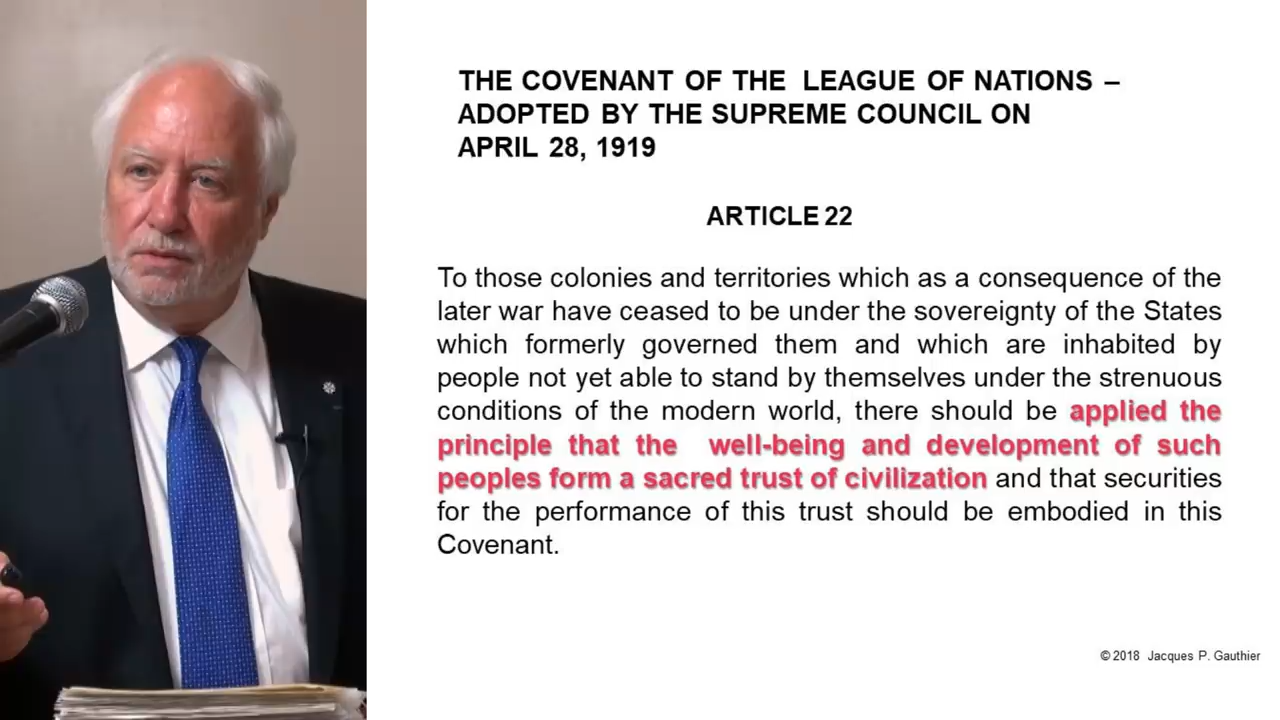 THE COVENANT OF THE LEAGUE OF NATIONS –
ADOPTED BY THE SUPREME COUNCIL ON
APRIL 28, 1919
ARTICLE 22
To those colonies and territories which as a consequence of the
later war have ceased to be under the sovereignty of the States
which formerly governed them and which are inhabited by
people not yet able to stand by themselves under the strenuous
conditions of the modern world, there should be applied the
principle that the well-being and development of such
peoples form a sacred trust of civilization and that securities
for the performance of this trust should be embodied in this
Covenant.
© 2018 Jacques P. Gauthier